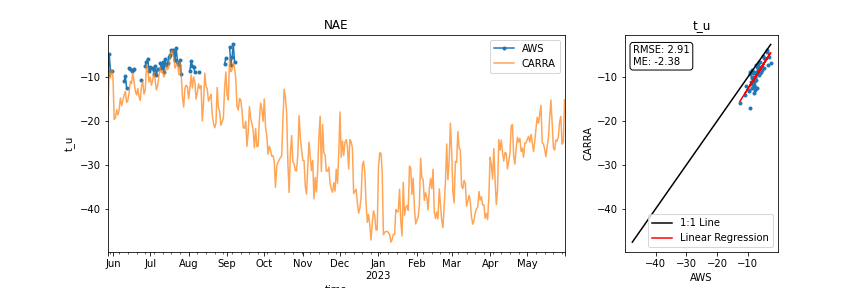 NAE
t_u
−10
−20
−30
−40
Jun Jul Aug Sep Oct Nov Dec Jan Feb Mar Apr May
2023
time
AWS
CARRA
t_u
CARRA
−10
−20
−30
−40
RMSE: 2.91
ME: -2.38
1:1 Line
Linear Regression
−40 −30 −20 −10
AWS